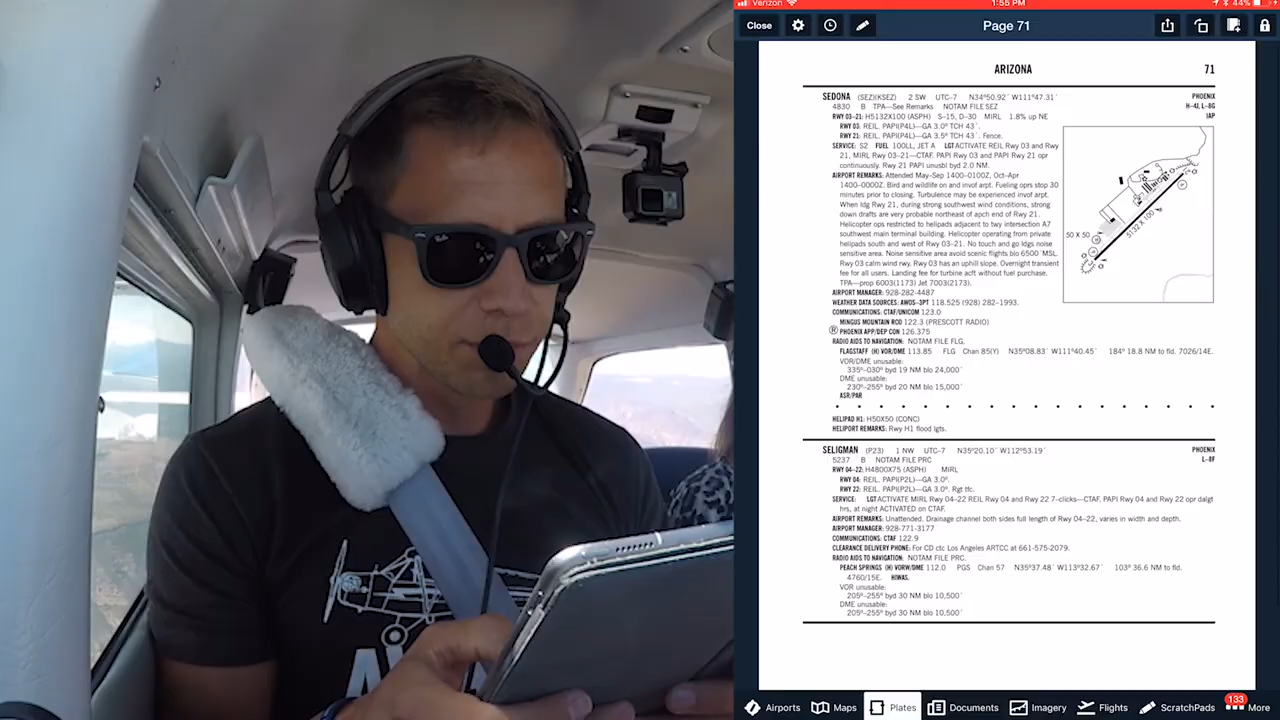 Verizon 1:55 PM 44%
Close Page 71
ARIZONA 71
SEDONA (SEZ)(KSEZ) 2 SW UTC-7 N34°50.92´ W111°47.31´ PHOENIX
4830 B TPA—See Remarks NOTAM FILE SEZ H-4J, L-8G
RWY 03-21: H5132X100 (ASPH) S-15, D-30 MIRL 1.8% up NE IAP
RWY 03: REIL. PAPI(P4L)—GA 3.0° TCH 43´.
RWY 21: REIL. PAPI(P4L)—GA 3.5° TCH 43´. Fence.
SERVICE: S2 FUEL 100LL, JET A LGT ACTIVATE REIL Rwy 03 and Rwy
21, MIRL Rwy 03-21—CTAF. PAPI Rwy 03 and PAPI Rwy 21 opr
continuously. Rwy 21 PAPI unusbl byd 2.0 NM.
AIRPORT REMARKS: Attended May-Sep 1400-0100Z, Oct-Apr
1400-0000Z. Bird and wildlife on and invof arpt. Fueling oprs stop 30
minutes prior to closing. Turbulence may be experienced invof arpt.
When ldg Rwy 21, during strong southwest wind conditions, strong
down drafts are very probable northeast of apch end of Rwy 21.
Helicopter ops restricted to helipads adjacent to twy intersection A7
southwest main terminal building. Helicopter operating from private
helipads south and west of Rwy 03-21. No touch and go ldgs noise
sensitive area. Noise sensitive area avoid scenic flights blo 6500´ MSL.
Rwy 03 calm wind rwy. Rwy 03 has an uphill slope. Overnight transient
fee for all users. Landing fee for turbine acft without fuel purchase.
TPA—prop 6003(1173) Jet 7003(2173).
AIRPORT MANAGER: 928-282-4487
WEATHER DATA SOURCES: AWOS-3PT 118.525 (928) 282-1993.
COMMUNICATIONS: CTAF/UNICOM 123.0
MINGUS MOUNTAIN RCO 122.3 (PRESCOTT RADIO)
Ⓡ PHOENIX APP/DEP CON 126.375
RADIO AIDS TO NAVIGATION: NOTAM FILE FLG.
FLAGSTAFF (H) VOR/DME 113.85 FLG Chan 85(Y) N35°08.83´ W111°40.45´ 184° 18.8 NM to fld. 7026/14E.
VOR/DME unusable:
335°-030° byd 19 NM blo 24,000´
DME unusable:
230°-255° byd 20 NM blo 15,000´
ASR/PAR
HELIPAD H1: H50X50 (CONC)
HELIPORT REMARKS: Rwy H1 flood lgts.
50 X 50
5132 X 100
SELIGMAN (P23) 1 NW UTC-7 N35°20.10´ W112°53.19´ PHOENIX
5237 B NOTAM FILE PRC L-8F
RWY 04-22: H4800X75 (ASPH) MIRL
RWY 04: REIL. PAPI(P2L)—GA 3.0°.
RWY 22: REIL. PAPI(P2L)—GA 3.0°. Rgt tfc.
SERVICE: LGT ACTIVATE MIRL Rwy 04-22 REIL Rwy 04 and Rwy 22 7-clicks—CTAF. PAPI Rwy 04 and Rwy 22 opr dalgt
hrs, at night ACTIVATED on CTAF.
AIRPORT REMARKS: Unattended. Drainage channel both sides full length of Rwy 04-22, varies in width and depth.
AIRPORT MANAGER: 928-771-3177
COMMUNICATIONS: CTAF 122.9
CLEARANCE DELIVERY PHONE: For CD ctc Los Angeles ARTCC at 661-575-2079.
RADIO AIDS TO NAVIGATION: NOTAM FILE PRC.
PEACH SPRINGS (H) VORW/DME 112.0 PGS Chan 57 N35°37.48´ W113°32.67´ 103° 36.6 NM to fld.
4760/15E. HIWAS.
VOR unusable:
205°-255° byd 30 NM blo 10,500´
DME unusable:
205°-255° byd 30 NM blo 10,500´
Airports Maps Plates Documents Imagery Flights ScratchPads 133 More